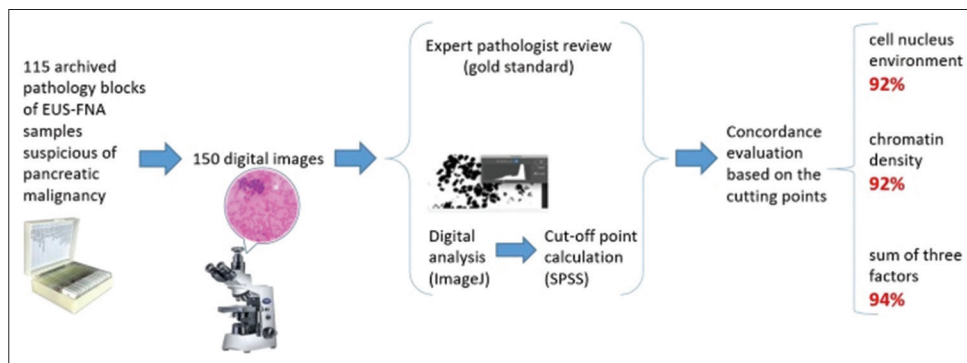 115 archived
pathology blocks
of EUS-FNA
samples
suspicious of
pancreatic
malignancy
150 digital images
Expert pathologist review
(gold standard)
Digital
analysis
(ImageJ)
Cut-off point
calculation
(SPSS)
Concordance
evaluation
based on the
cutting points
cell nucleus
environment
92%
chromatin
density
92%
sum of three
factors
94%